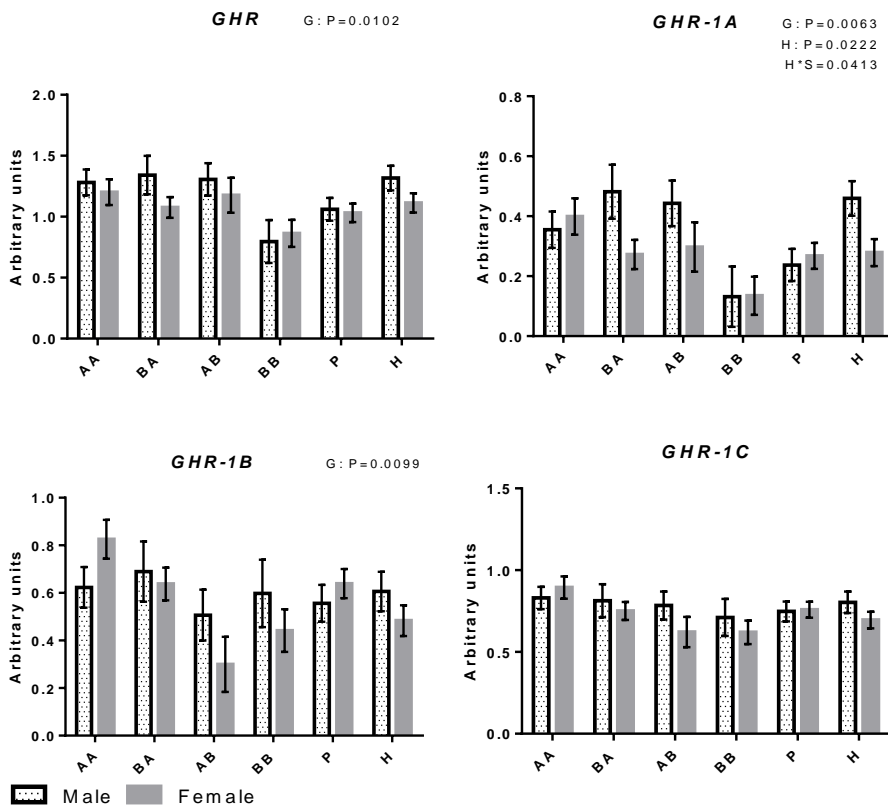 GHR
G: P=0.0102
2.0
1.5
1.0
0.5
0.0
Arbitrary units
AA
BA
AB
BB
P
H
GHR-1A
G: P=0.0063
H: P=0.0222
H*S=0.0413
0.8
0.6
0.4
0.2
0.0
Arbitrary units
AA
BA
AB
BB
P
H
GHR-1B
G: P=0.0099
1.0
0.8
0.6
0.4
0.2
0.0
Arbitrary units
AA
BA
AB
BB
P
H
GHR-1C
1.5
1.0
0.5
0.0
Arbitrary units
AA
BA
AB
BB
P
H
Male
Female